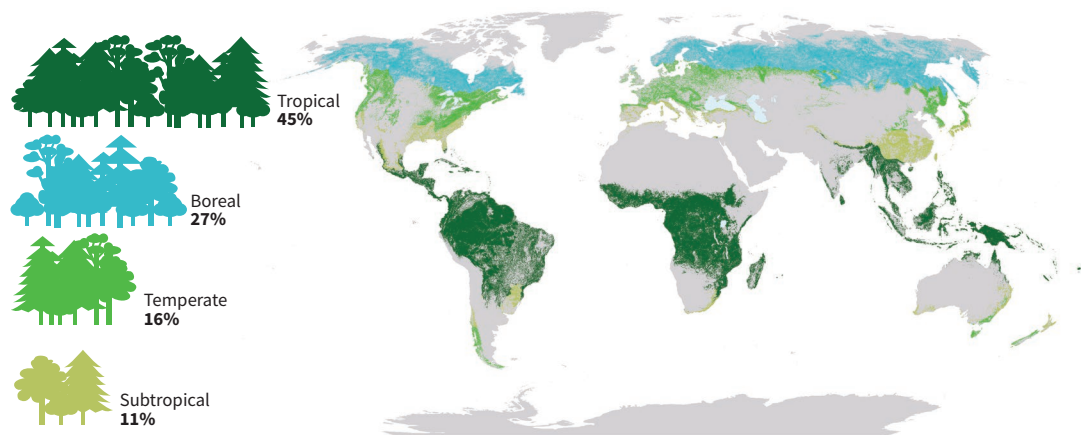 Tropical
45%
Boreal
27%
Temperate
16%
Subtropical
11%